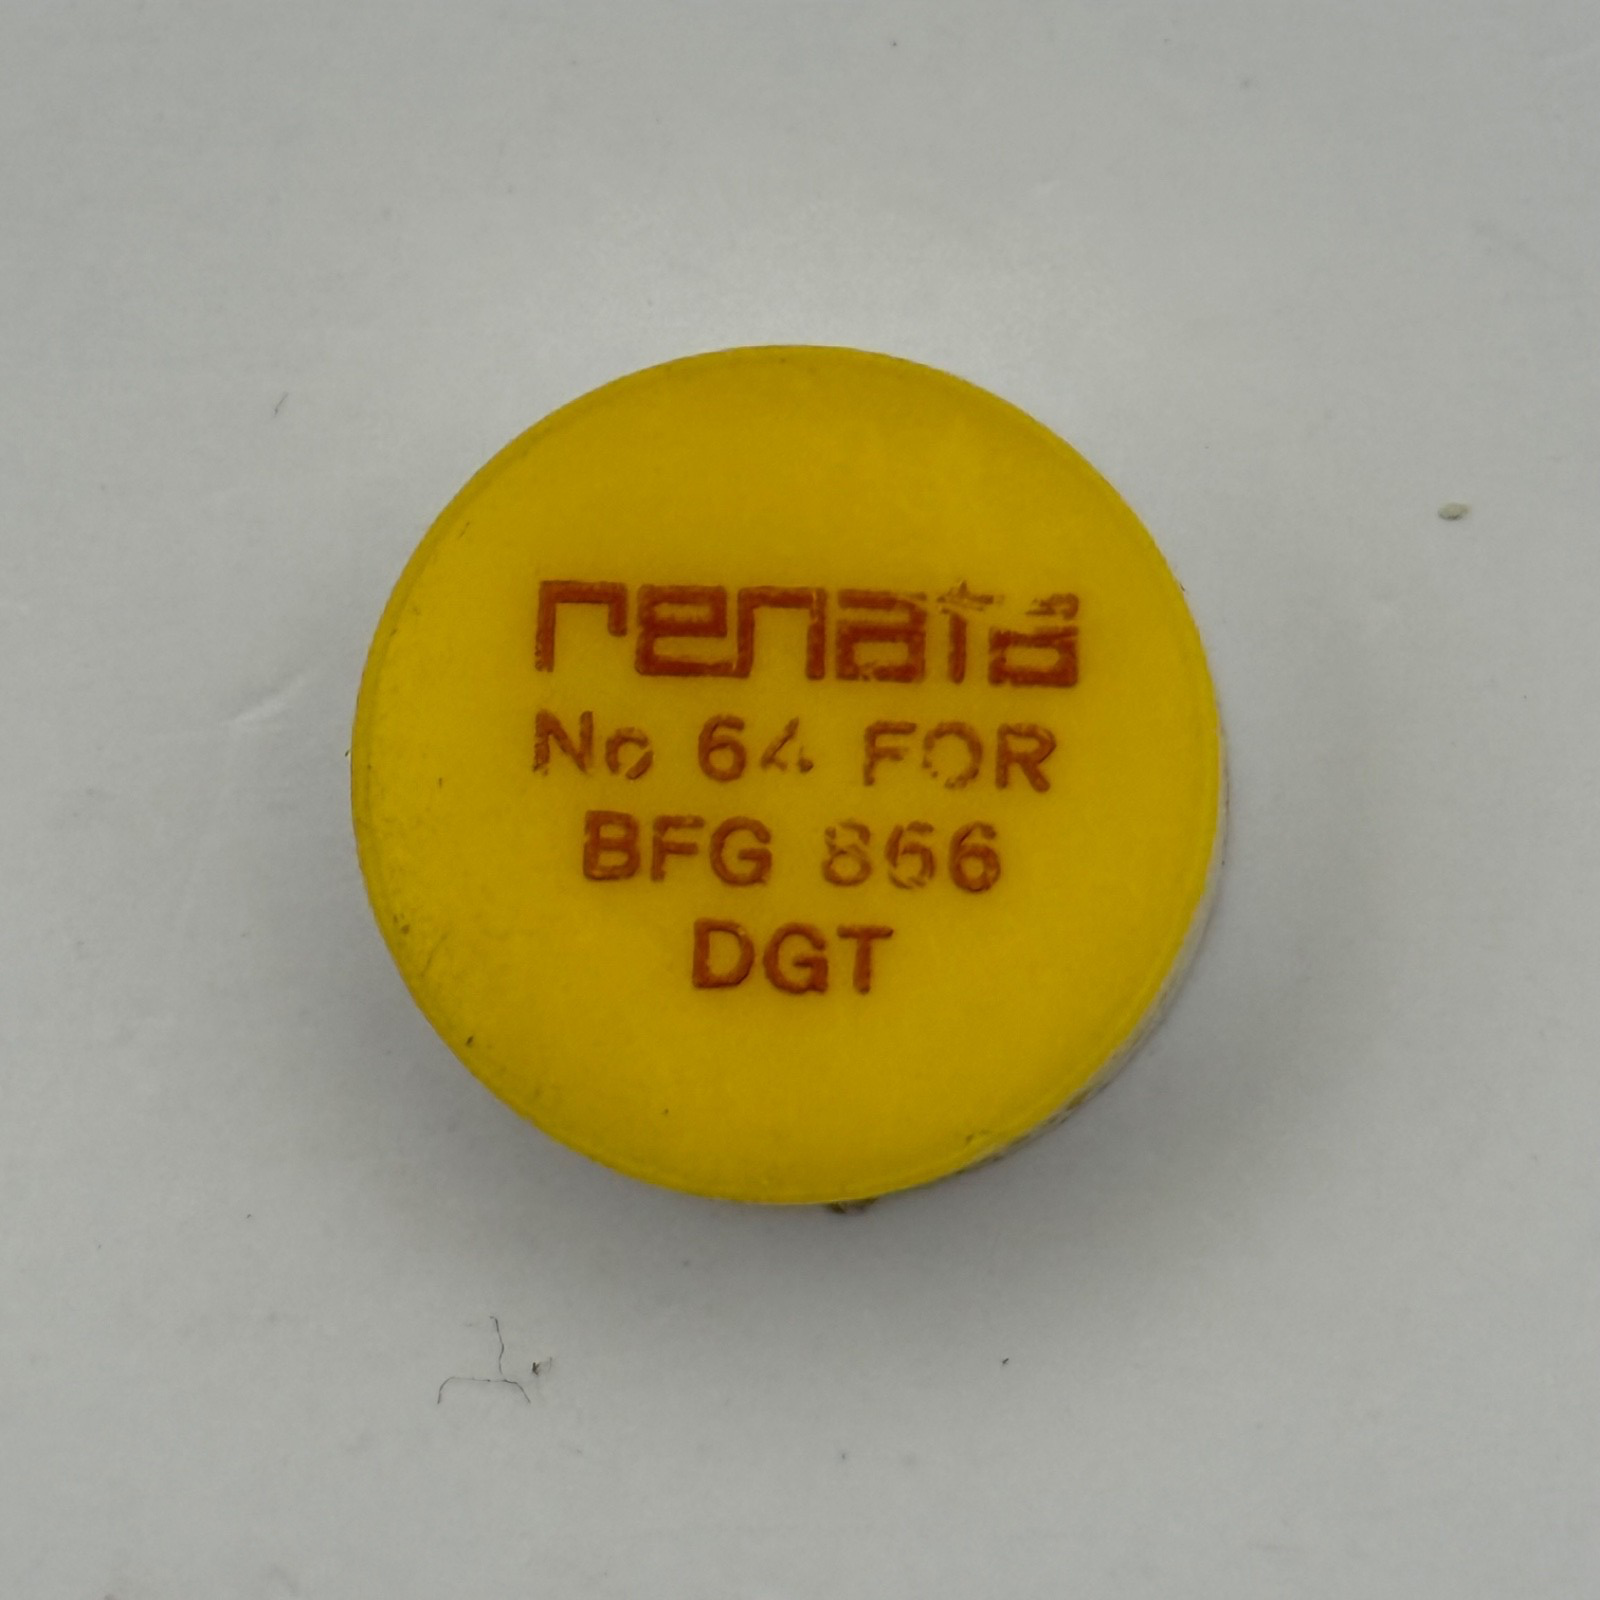 renata
No 64 FOR
BFG 866
DGT